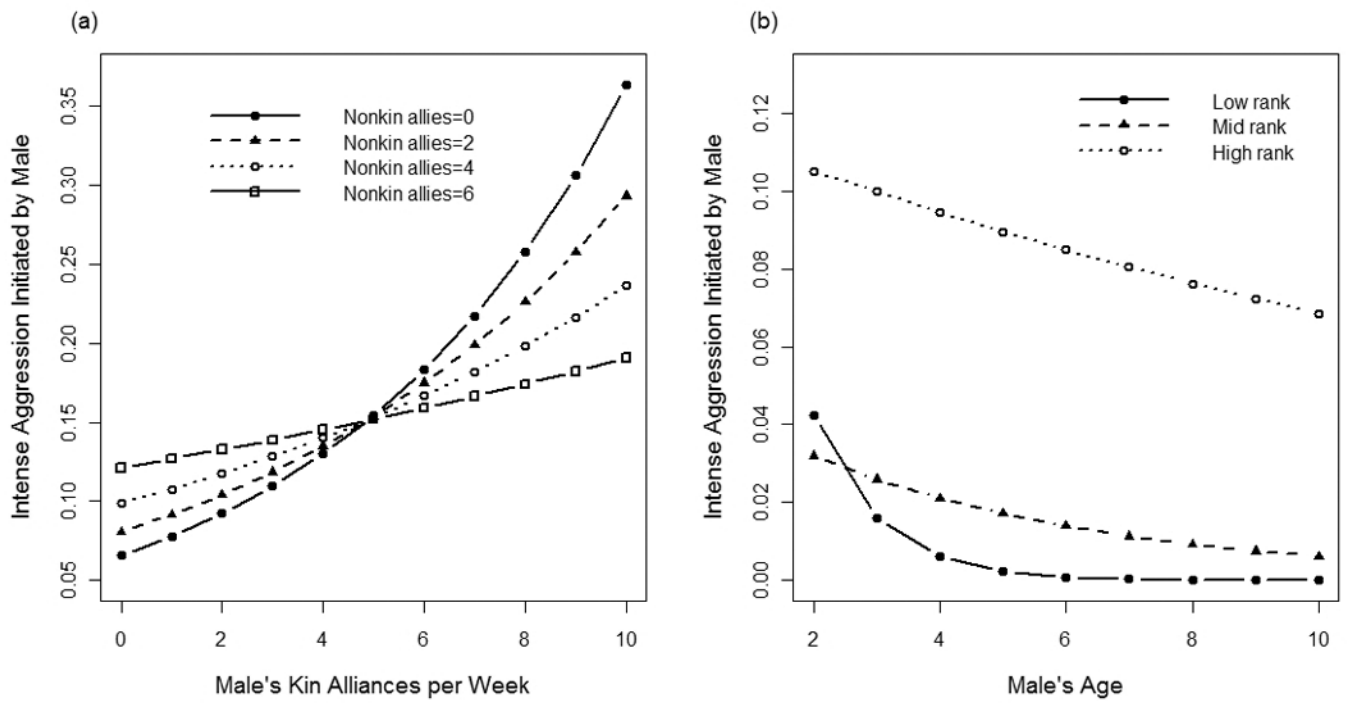 (a)
Intense Aggression Initiated by Male
0.35
0.30
0.25
0.20
0.15
0.10
0.05
Nonkin allies=0
Nonkin allies=2
Nonkin allies=4
Nonkin allies=6
0 2 4 6 8 10
Male's Kin Alliances per Week
(b)
Intense Aggression Initiated by Male
0.12
0.10
0.08
0.06
0.04
0.02
0.00
Low rank
Mid rank
High rank
2 4 6 8 10
Male's Age